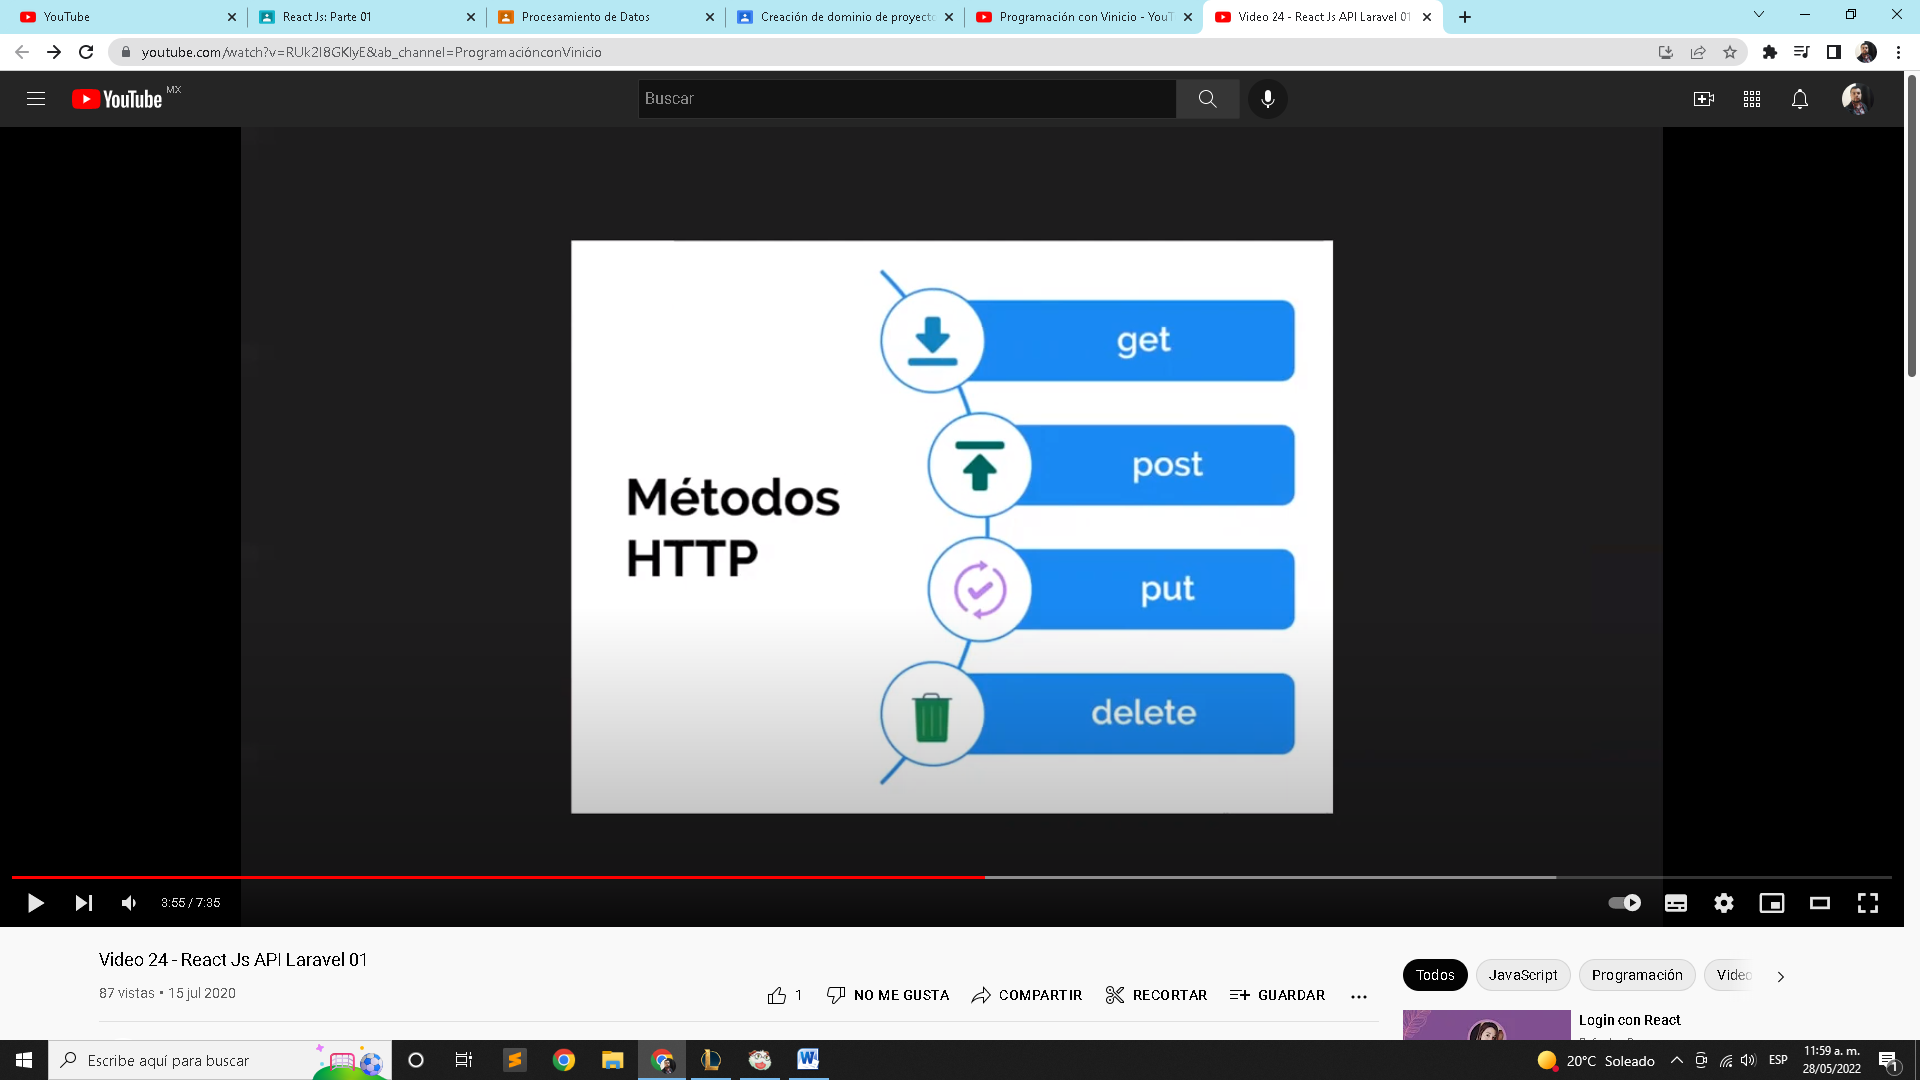 YouTube
React Js: Parte 01
Procesamiento de Datos
Creación de dominio de proyecto
Programación con Vinicio - YouT
Video 24 - React Js API Laravel 01
youtube.com/watch?v=RUk2I8GKlyE&ab_channel=ProgramaciónconVinicio
YouTube MX
Buscar
Métodos
HTTP
get
post
put
delete
3:55 / 7:35
Video 24 - React Js API Laravel 01
87 vistas • 15 jul 2020
1
NO ME GUSTA
COMPARTIR
RECORTAR
GUARDAR
Todos
JavaScript
Programación
Video
Login con React
Escribe aquí para buscar
20°C Soleado
ESP
11:59 a. m.
28/05/2022
1